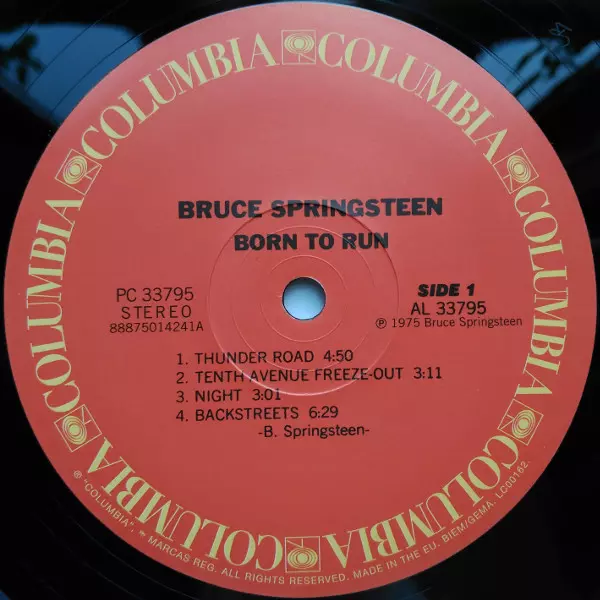 COLUMBIA COLUMBIA COLUMBIA COLUMBIA COLUMBIA COLUMBIA
BRUCE SPRINGSTEEN
BORN TO RUN
PC 33795
STEREO
88875014241A
SIDE 1
AL 33795
℗ 1975 Bruce Springsteen
1. THUNDER ROAD 4:50
2. TENTH AVENUE FREEZE-OUT 3:11
3. NIGHT 3:01
4. BACKSTREETS 6:29
-B. Springsteen-
"COLUMBIA", MARCAS REG. ALL RIGHTS RESERVED. MADE IN THE EU. BIEM/GEMA. LC00162.